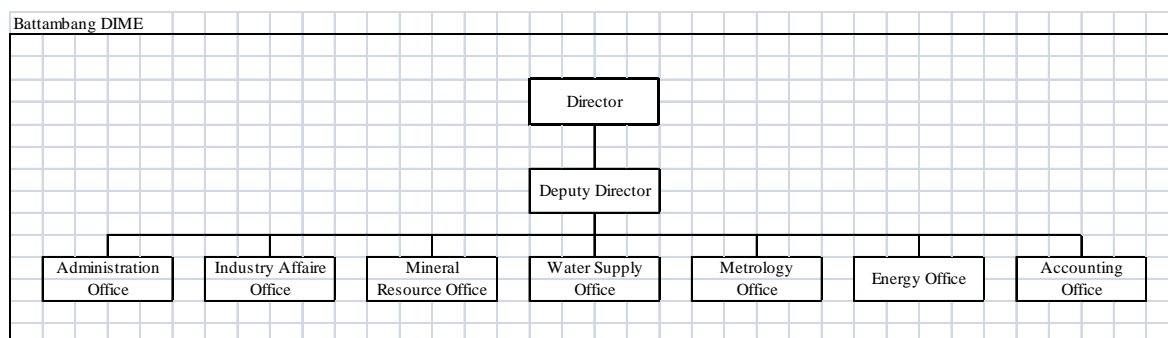 Battambang DIME
Director
Deputy Director
Administration
Office
Industry Affaire
Office
Mineral
Resource Office
Water Supply
Office
Metrology
Office
Energy Office
Accounting
Office